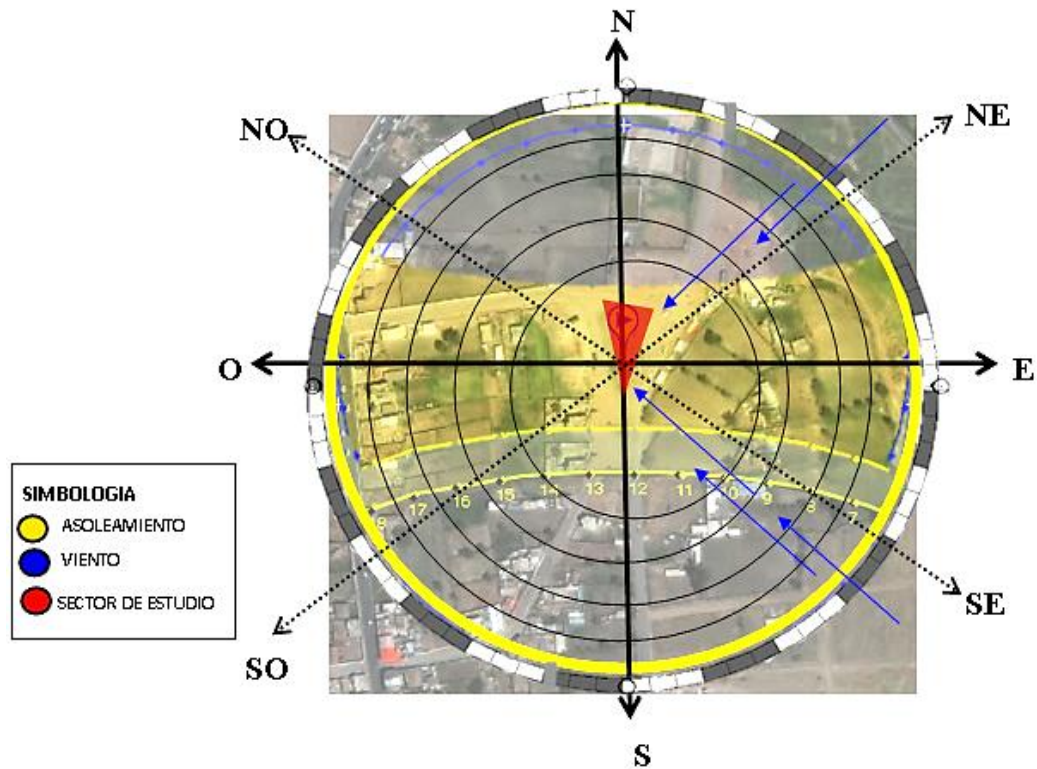 N
NO
NE
O
E
18
17
16
15
14
13
12
11
10
9
8
7
SIMBOLOGIA
ASOLEAMIENTO
VIENTO
SECTOR DE ESTUDIO
SO
SE
S